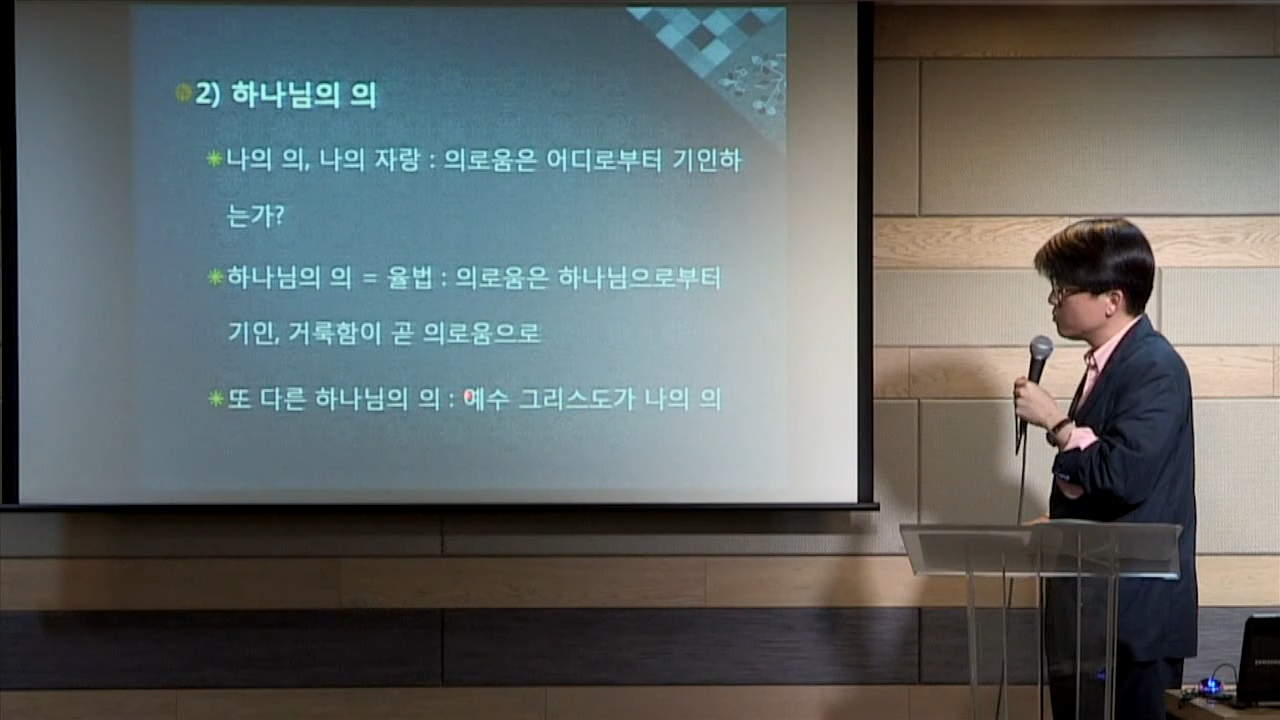 2) 하나님의 의
나의 의, 나의 자랑 : 의로움은 어디로부터 기인하
는가?
하나님의 의 = 율법 : 의로움은 하나님으로부터
기인, 거룩함이 곧 의로움으로
또 다른 하나님의 의 : 예수 그리스도가 나의 의